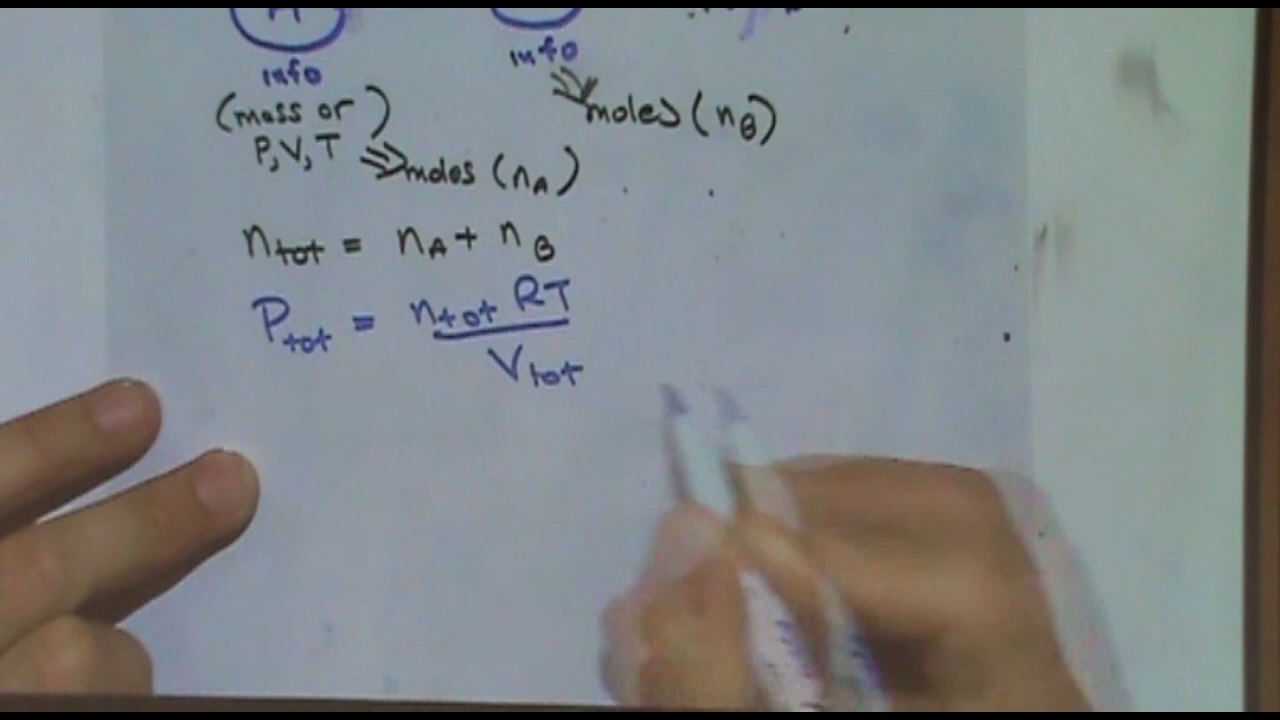 info
info
(mass or)
moles (nB)
P,V,T ⇒ moles (nA)
ntot = nA + nB
Ptot = ntot RT
Vtot